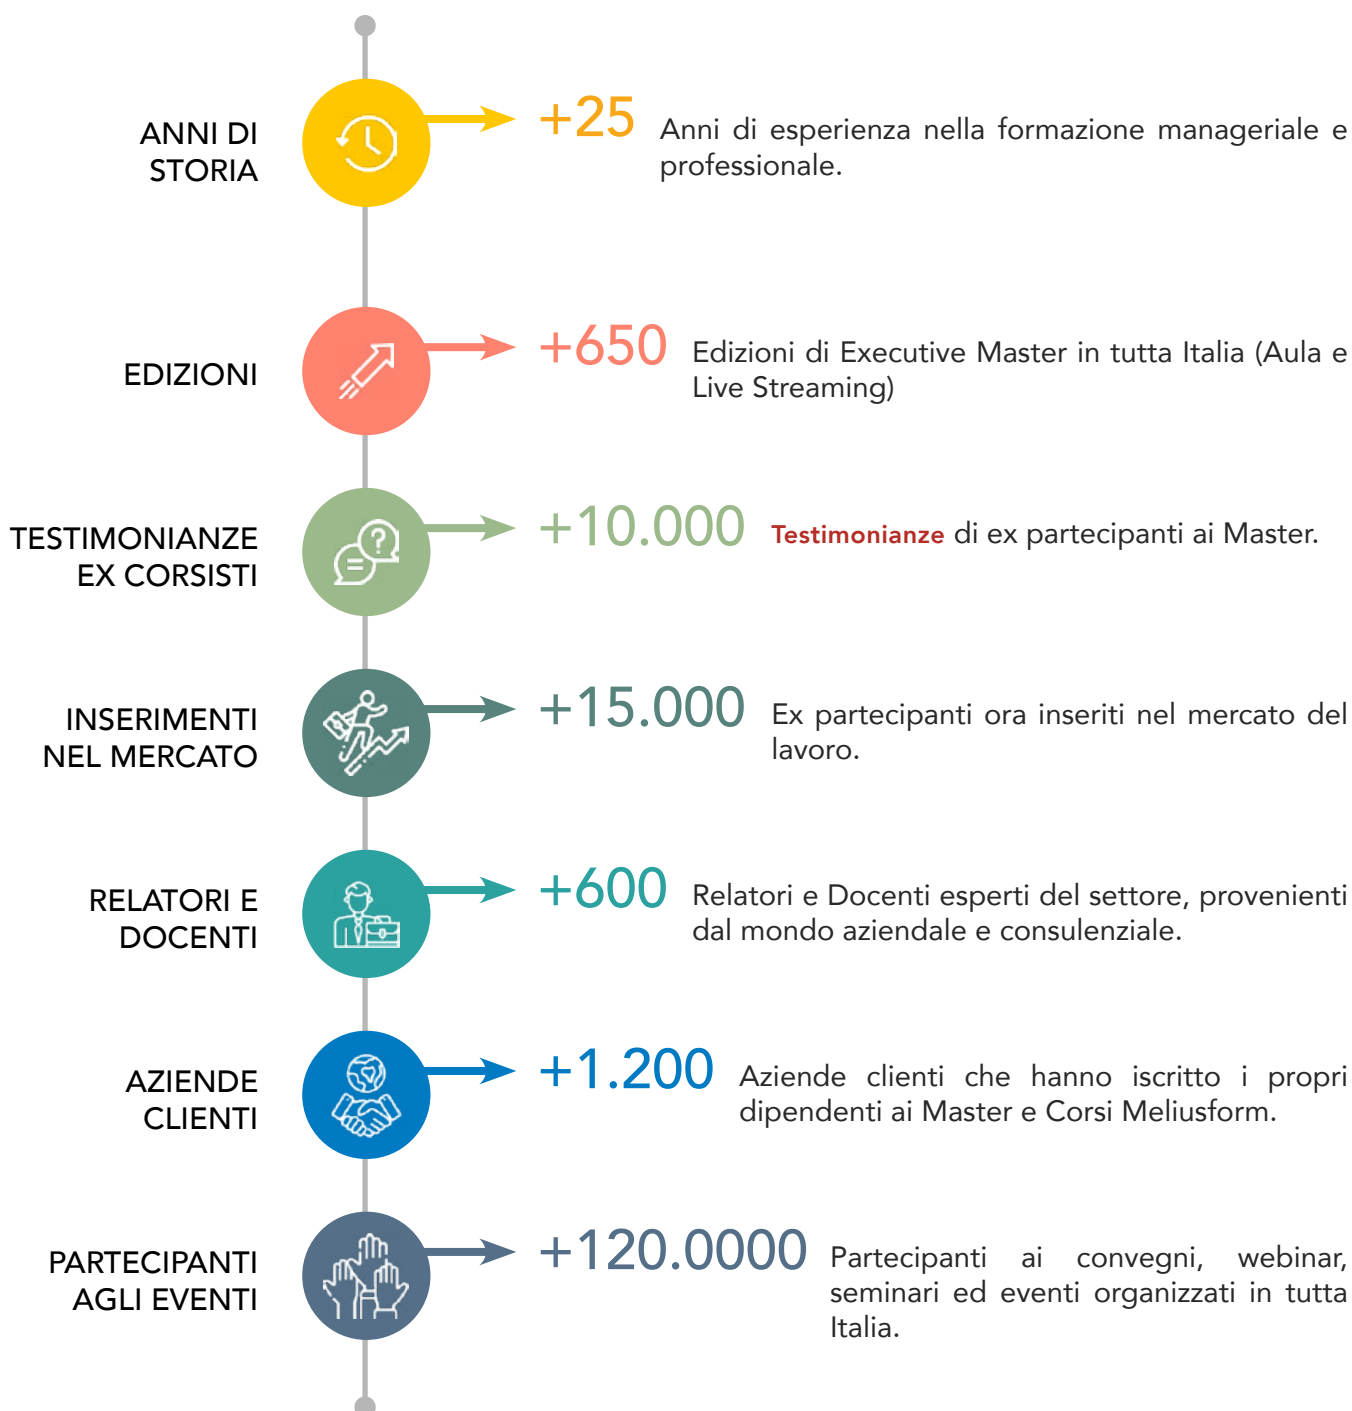 ANNI DI
STORIA
+25
Anni di esperienza nella formazione manageriale e
professionale.
EDIZIONI
+650
Edizioni di Executive Master in tutta Italia (Aula e
Live Streaming)
TESTIMONIANZE
EX CORSISTI
+10.000
Testimonianze di ex partecipanti ai Master.
INSERIMENTI
NEL MERCATO
+15.000
Ex partecipanti ora inseriti nel mercato del
lavoro.
RELATORI E
DOCENTI
+600
Relatori e Docenti esperti del settore, provenienti
dal mondo aziendale e consulenziale.
AZIENDE
CLIENTI
+1.200
Aziende clienti che hanno iscritto i propri
dipendenti ai Master e Corsi Meliusform.
PARTECIPANTI
AGLI EVENTI
+120.0000
Partecipanti ai convegni, webinar,
seminari ed eventi organizzati in tutta
Italia.